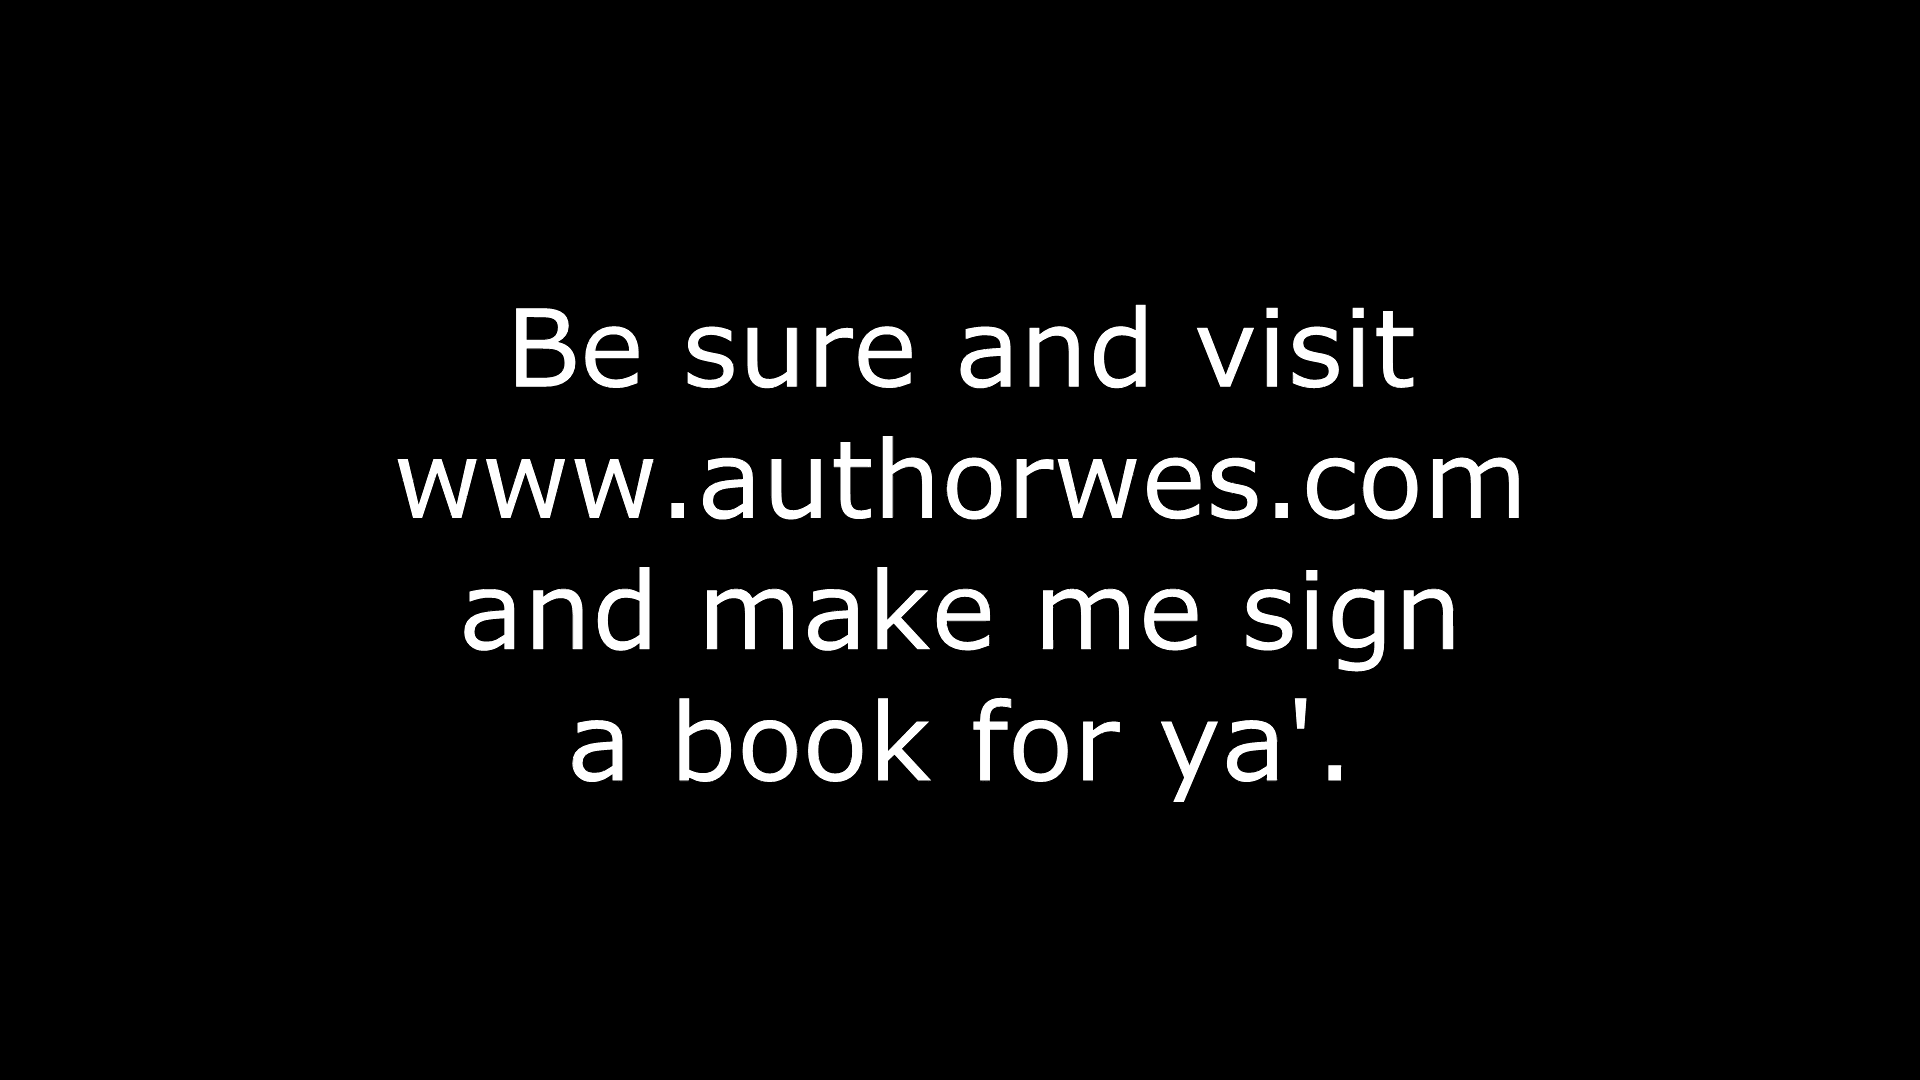 Be sure and visit
www.authorwes.com
and make me sign
a book for ya'.